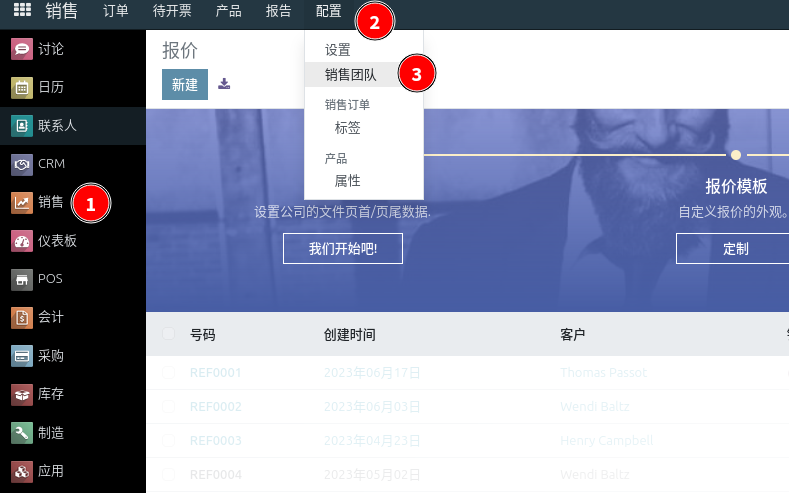 销售 订单 待开票 产品 报告 配置
2
讨论
日历
联系人
CRM
销售
1
仪表板
POS
会计
采购
库存
制造
应用
设置
销售团队
3
销售订单
标签
产品
属性
报价
新建
设置公司的文件页首/页尾数据.
我们开始吧!
报价模板
自定义报价的外观。
定制
号码 创建时间 客户
REF0001 2023年06月17日 Thomas Passot
REF0002 2023年06月03日 Wendi Baltz
REF0003 2023年04月23日 Henry Campbell
REF0004 2023年05月02日 Wendi Baltz